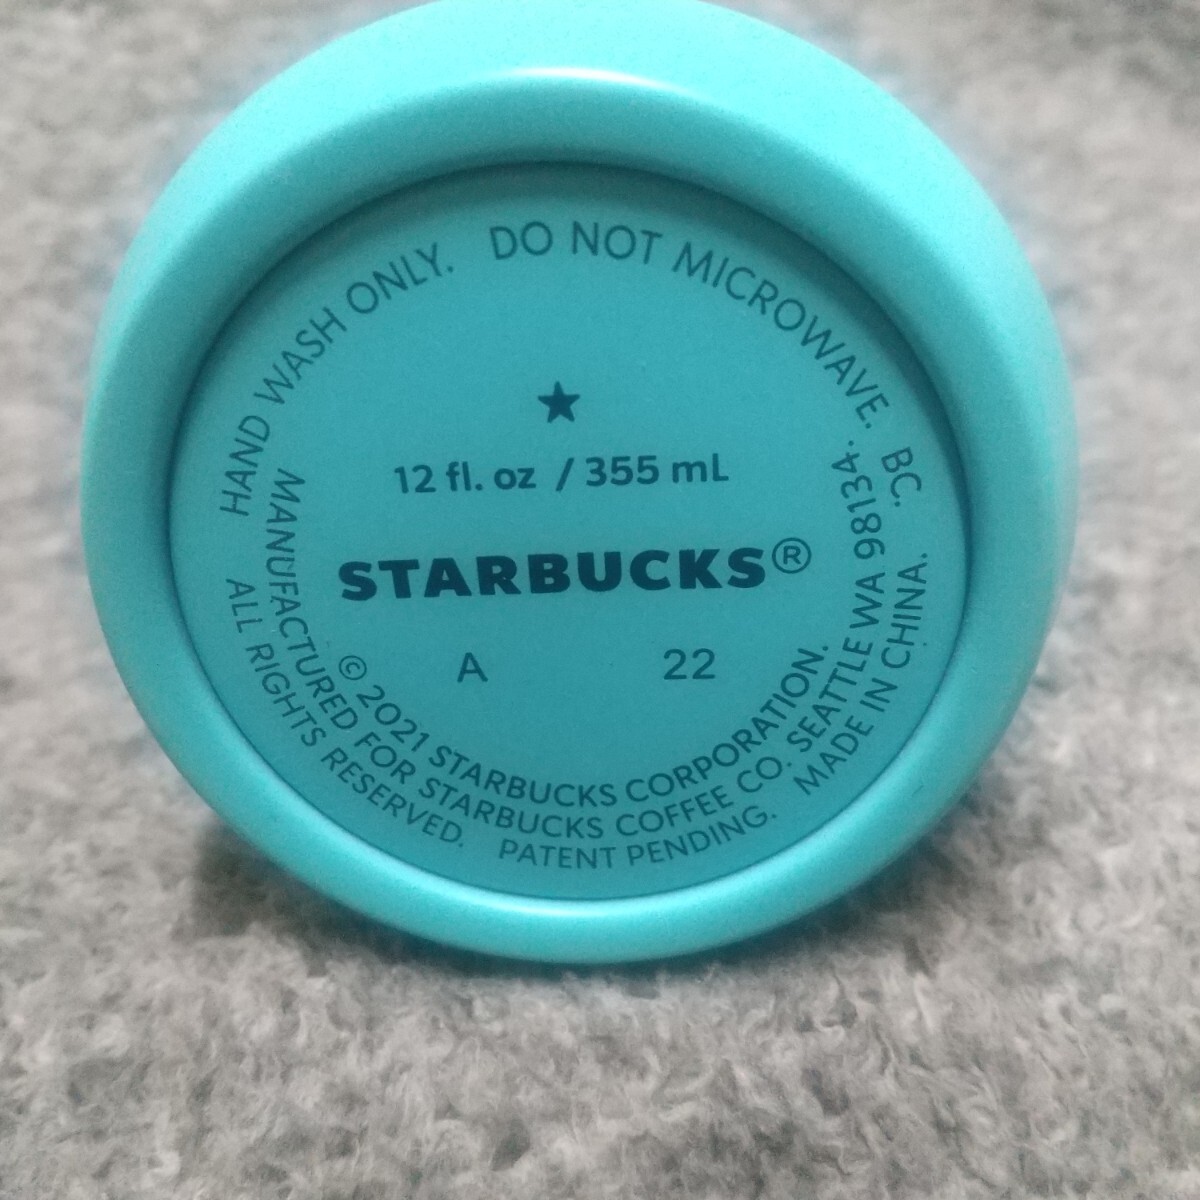 HAND WASH ONLY. DO NOT MICROWAVE. BC.
★
12 fl. oz / 355 mL
STARBUCKS®
A 22
© 2021 STARBUCKS CORPORATION.
MANUFACTURED FOR STARBUCKS COFFEE CO. SEATTLE WA 98134.
ALL RIGHTS RESERVED. PATENT PENDING. MADE IN CHINA.